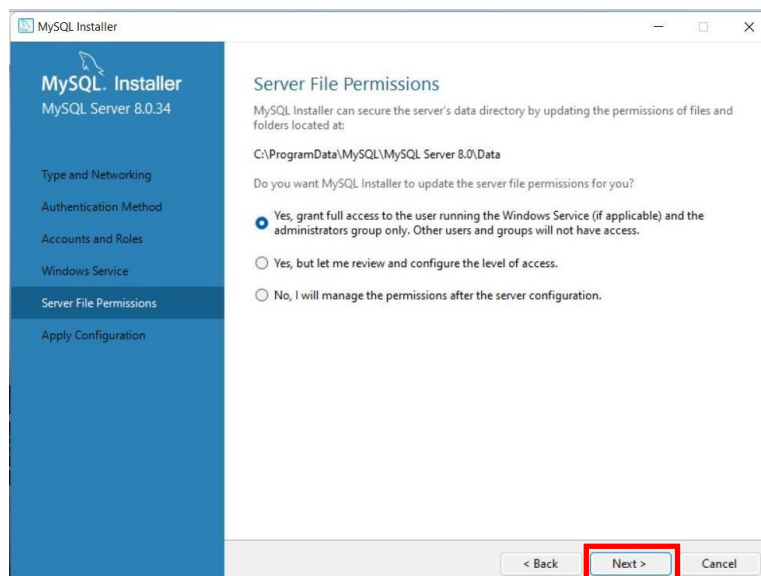 MySQL Installer
MySQL. Installer
MySQL Server 8.0.34
Type and Networking
Authentication Method
Accounts and Roles
Windows Service
Server File Permissions
Apply Configuration
Server File Permissions
MySQL Installer can secure the server's data directory by updating the permissions of files and
folders located at:
C:\ProgramData\MySQL\MySQL Server 8.0\Data
Do you want MySQL Installer to update the server file permissions for you?
Yes, grant full access to the user running the Windows Service (if applicable) and the
administrators group only. Other users and groups will not have access.
Yes, but let me review and configure the level of access.
No, I will manage the permissions after the server configuration.
< Back
Next >
Cancel